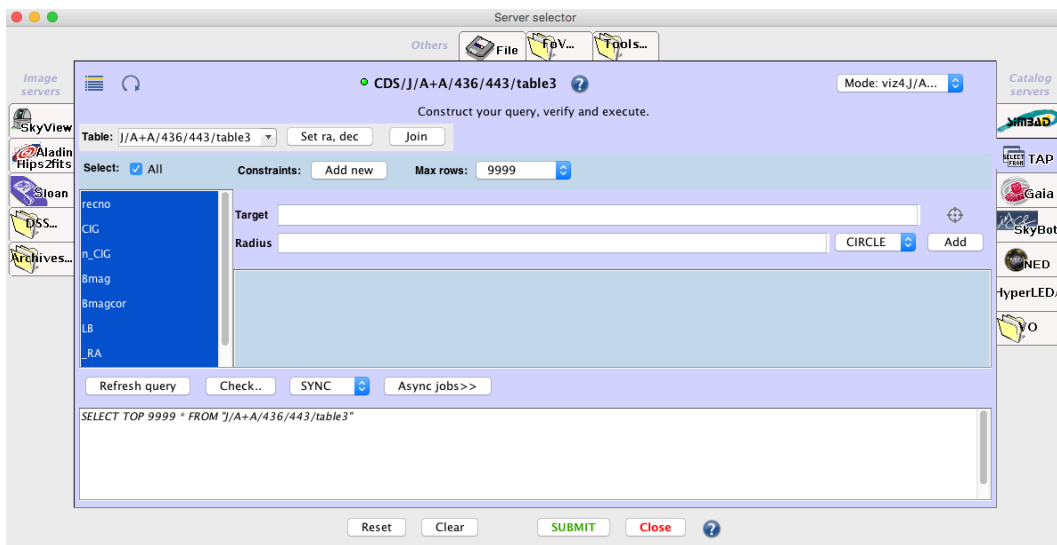 Server selector
Others
File
FoV...
Tools...
Image servers
Catalog servers
CDS/J/A+A/436/443/table3
?
Mode: viz4.J/A...
Construct your query, verify and execute.
Table:
J/A+A/436/443/table3
Set ra, dec
Join
Select:
All
Constraints:
Add new
Max rows:
9999
recno
CIG
n_CIG
Bmag
Bmagcor
LB
_RA
Target
Radius
CIRCLE
Add
Refresh query
Check..
SYNC
Async jobs>>
SELECT TOP 9999 * FROM "J/A+A/436/443/table3"
Reset
Clear
SUBMIT
Close
?
SkyView
Aladin
Hips2fits
Sloan
DSS...
Archives...
SIMBAD
SELECT
FROM
TAP
Gaia
SkyBot
NED
HyperLEDA
VO